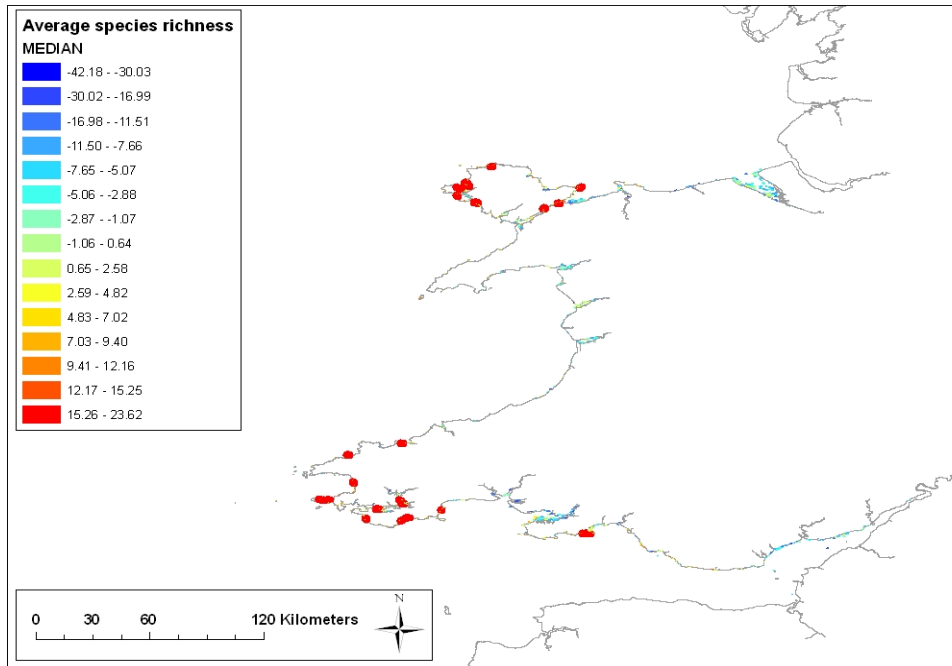 Average species richness
MEDIAN
-42.18 - -30.03
-30.02 - -16.99
-16.98 - -11.51
-11.50 - -7.66
-7.65 - -5.07
-5.06 - -2.88
-2.87 - -1.07
-1.06 - 0.64
0.65 - 2.58
2.59 - 4.82
4.83 - 7.02
7.03 - 9.40
9.41 - 12.16
12.17 - 15.25
15.26 - 23.62
0 30 60 120 Kilometers
N